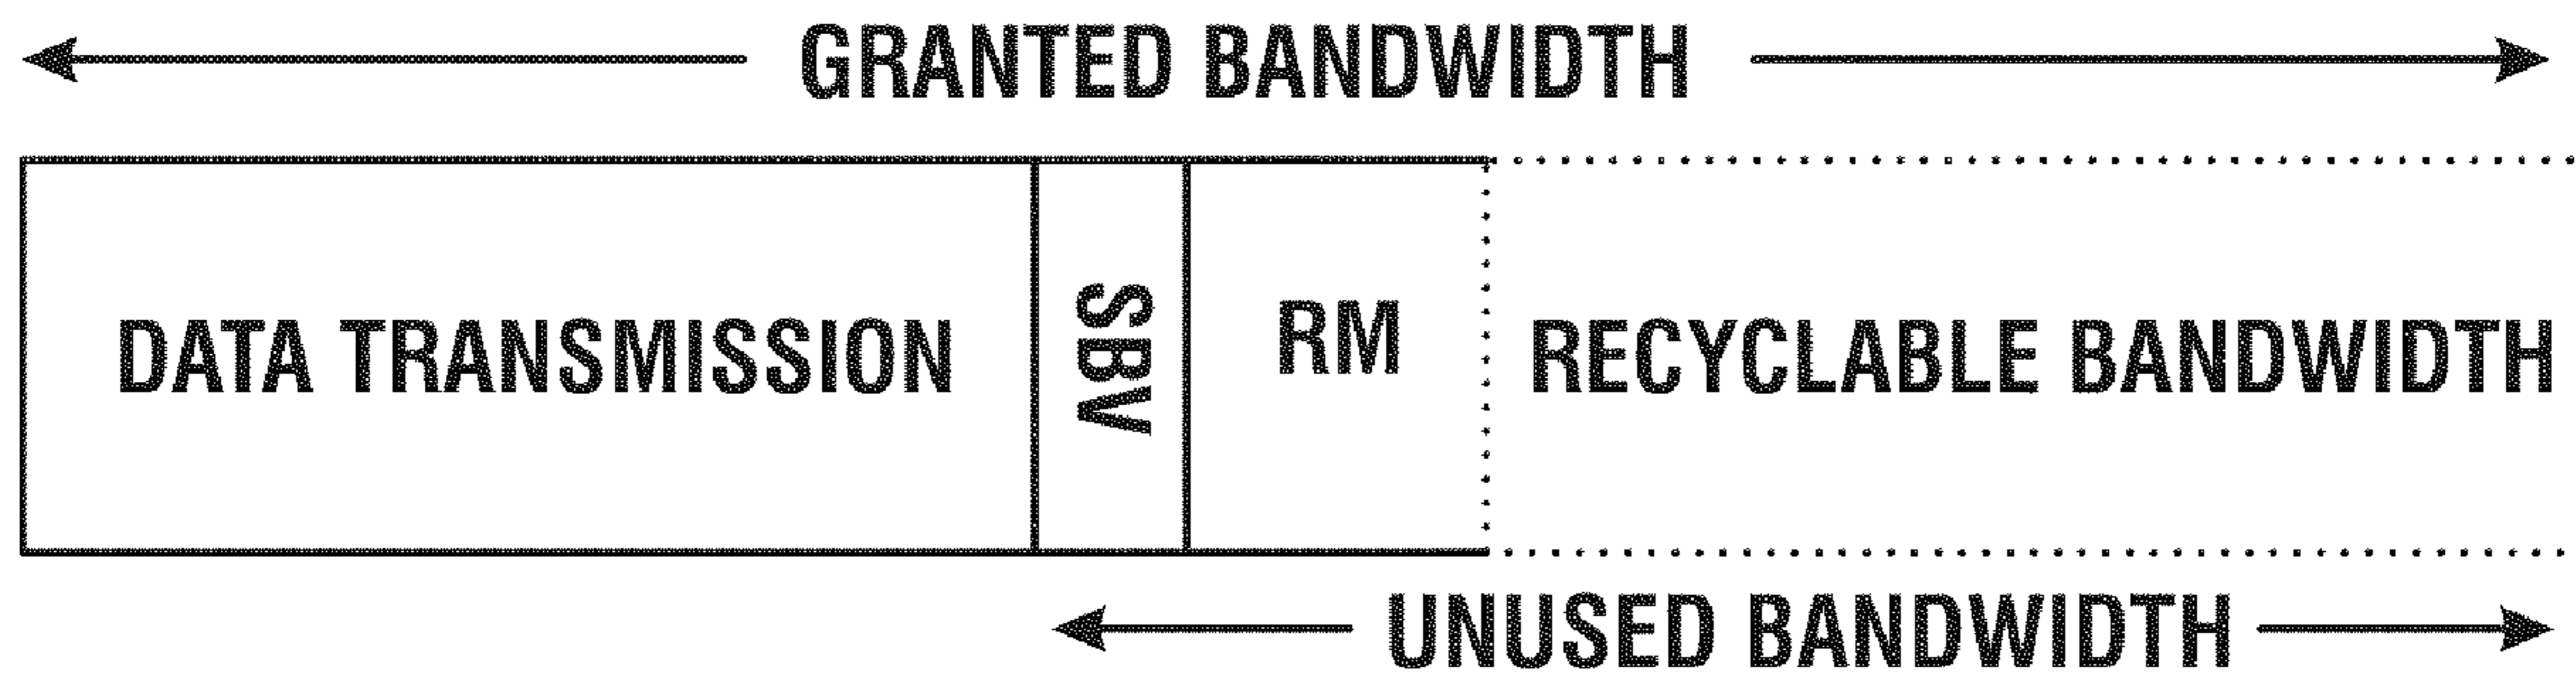 GRANTED BANDWIDTH
DATA TRANSMISSION
SBV
RM
RECYCLABLE BANDWIDTH
UNUSED BANDWIDTH